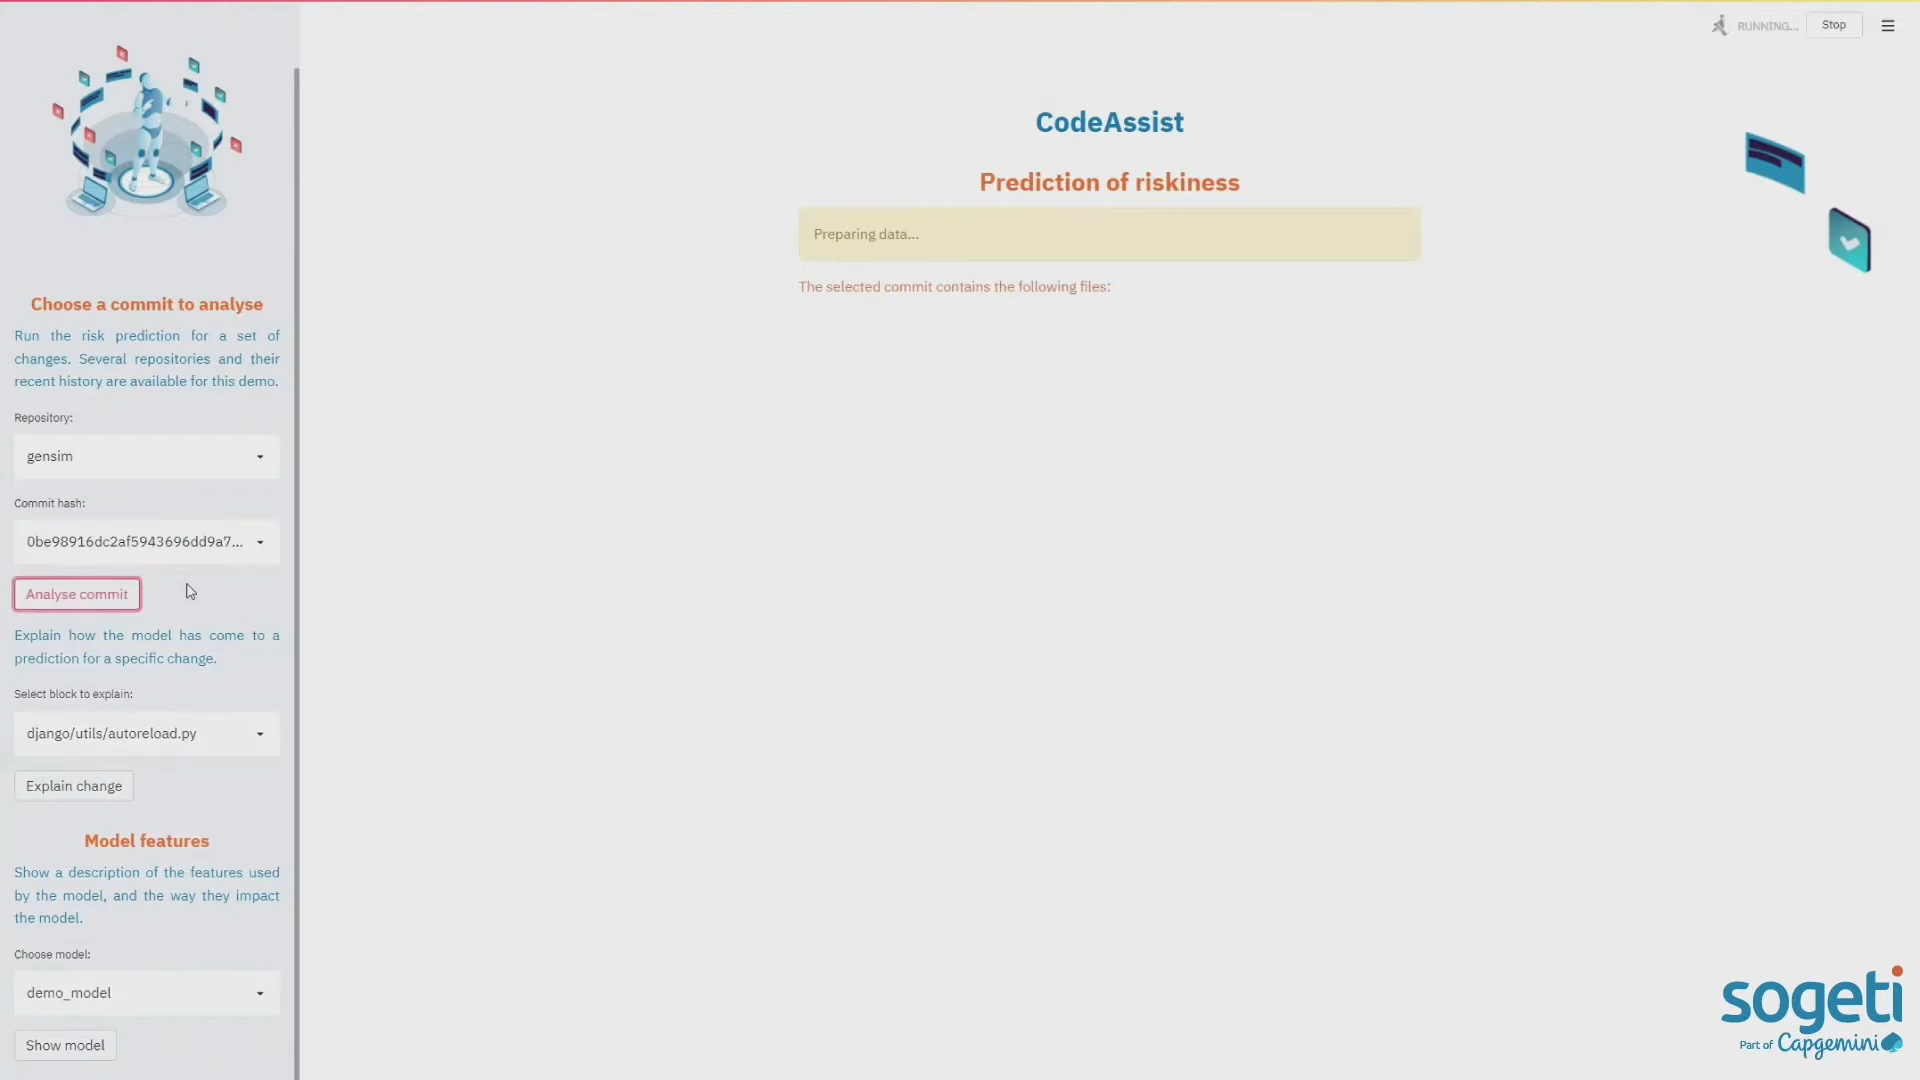 RUNNING...
Stop
CodeAssist
Prediction of riskiness
Preparing data...
The selected commit contains the following files:
Choose a commit to analyse
Run the risk prediction for a set of
changes. Several repositories and their
recent history are available for this demo.
Repository:
gensim
Commit hash:
0be98916dc2af5943696dd9a7...
Analyse commit
Explain how the model has come to a
prediction for a specific change.
Select block to explain:
django/utils/autoreload.py
Explain change
Model features
Show a description of the features used
by the model, and the way they impact
the model.
Choose model:
demo_model
Show model
sogeti
Part of Capgemini